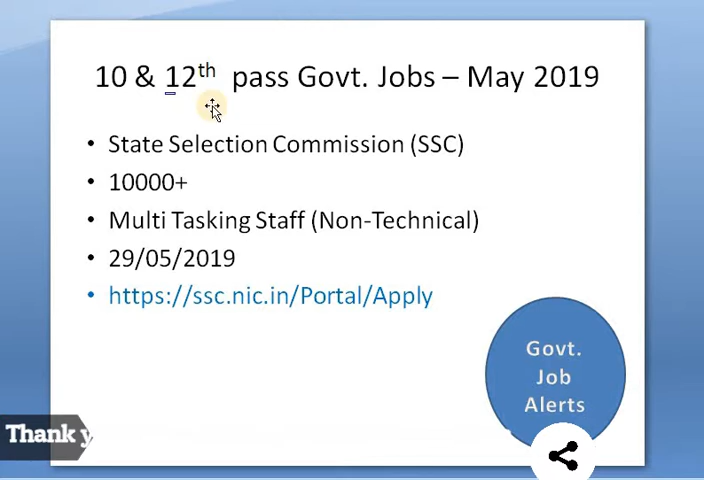 10 & 12th pass Govt. Jobs – May 2019
• State Selection Commission (SSC)
• 10000+
• Multi Tasking Staff (Non-Technical)
• 29/05/2019
• https://ssc.nic.in/Portal/Apply
Govt.
Job
Alerts
Thank